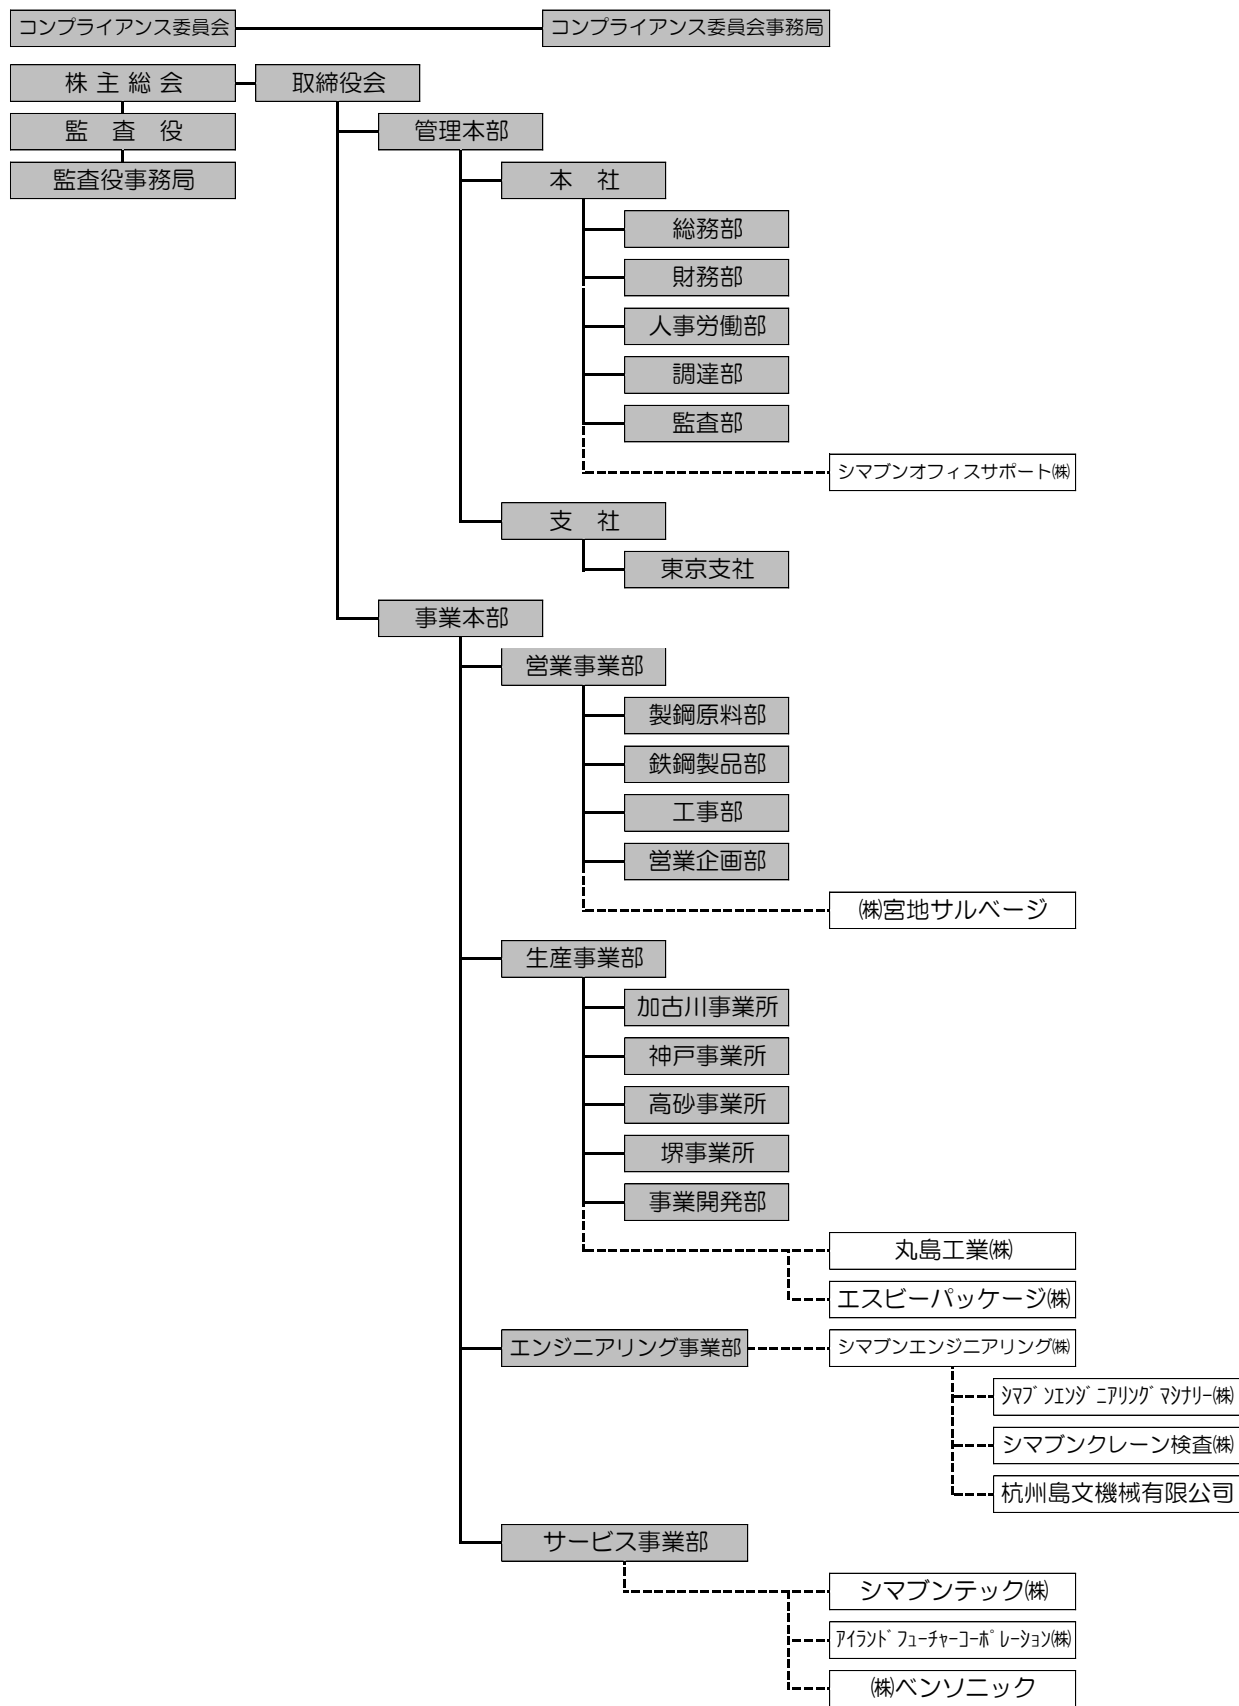 コンプライアンス委員会
コンプライアンス委員会事務局
株主総会
取締役会
監査役
管理本部
監査役事務局
本社
総務部
財務部
人事労働部
調達部
監査部
シマブンオフィスサポート㈱
支社
東京支社
事業本部
営業事業部
製鋼原料部
鉄鋼製品部
工事部
営業企画部
㈱宮地サルベージ
生産事業部
加古川事業所
神戸事業所
高砂事業所
堺事業所
事業開発部
丸島工業㈱
エスビーパッケージ㈱
エンジニアリング事業部
シマブンエンジニアリング㈱
ｼﾏﾌﾞﾝｴﾝｼﾞﾆｱﾘﾝｸﾞﾏｼﾅﾘｰ㈱
シマブンクレーン検査㈱
杭州島文機械有限公司
サービス事業部
シマブンテック㈱
ｱｲﾗﾝﾄﾞﾌｭｰﾁｬｰｺｰﾎﾟﾚｰｼｮﾝ㈱
㈱ベンソニック